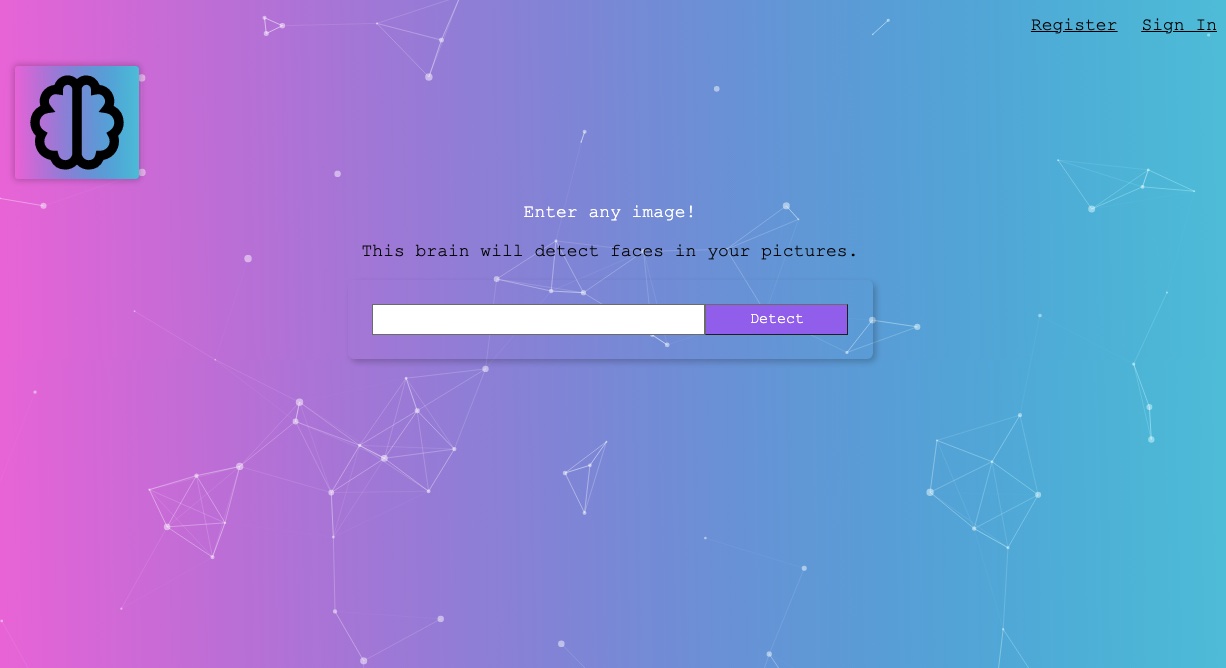 Register Sign In
Enter any image!
This brain will detect faces in your pictures.
Detect